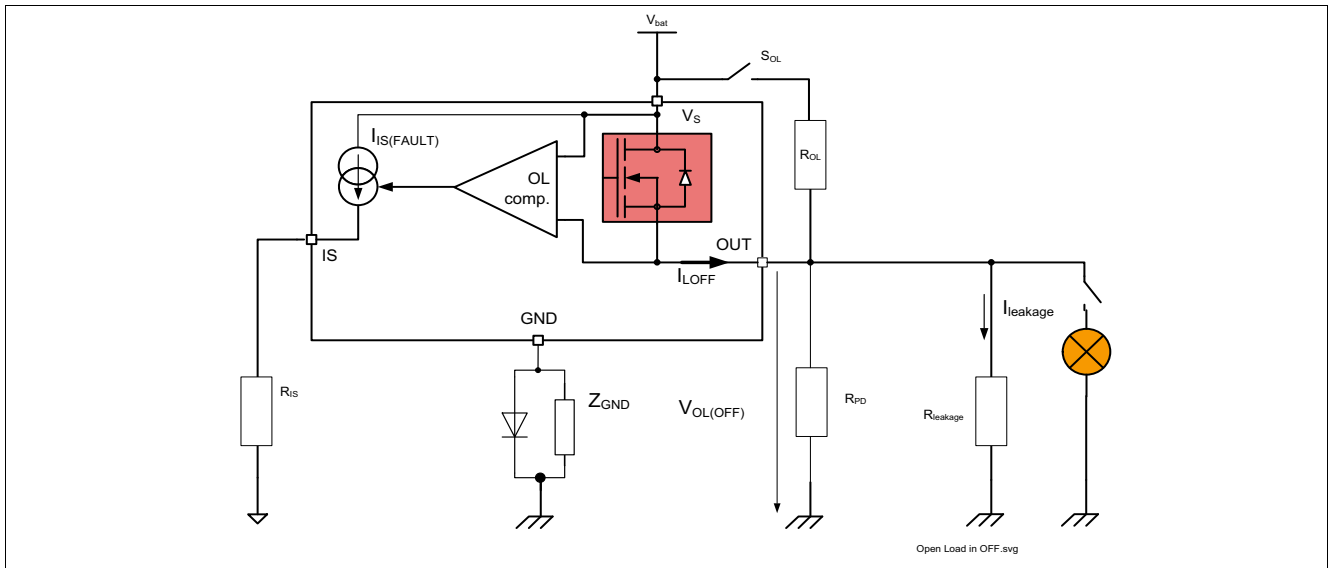 Vbat
SOL
VS
IIS(FAULT)
ROL
OL
comp.
OUT
IS
ILOFF
Ileakage
GND
RIS
ZGND
VOL(OFF)
RPD
Rleakage
Open Load in OFF.svg